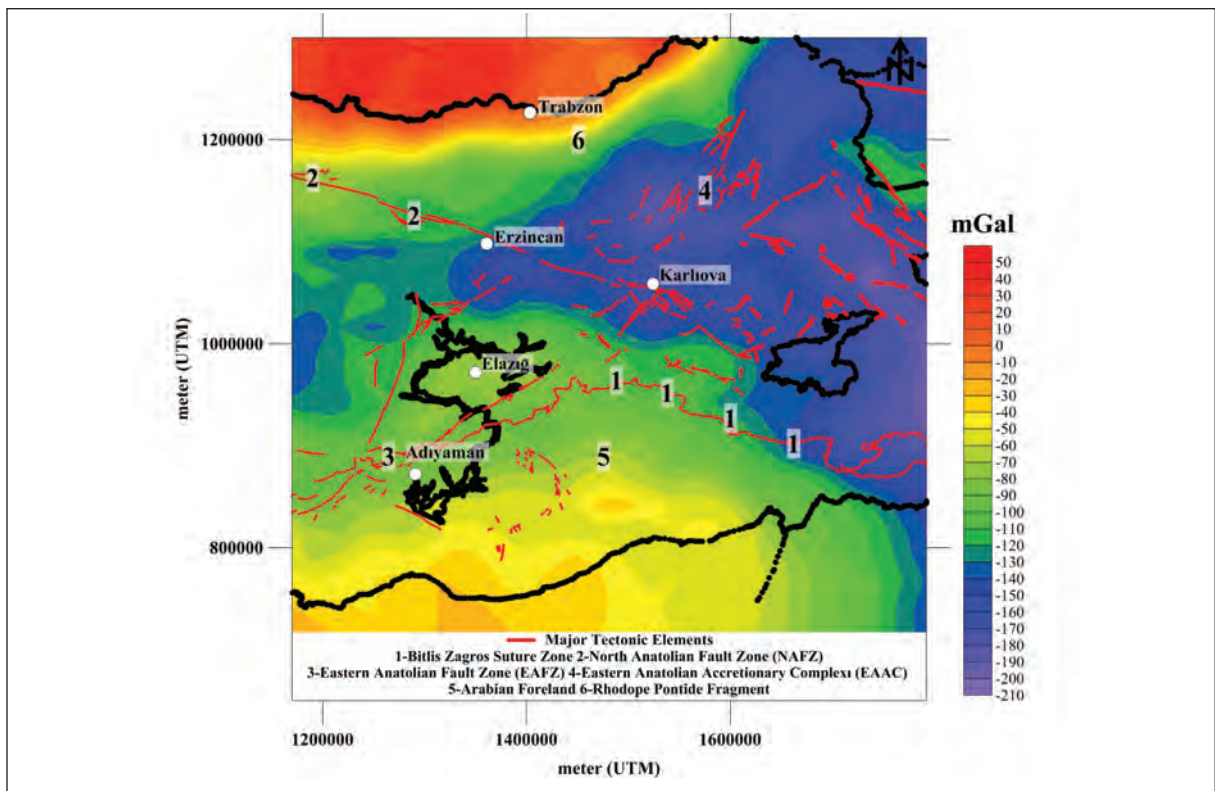 N
Trabzon
6
1200000
2
4
2
Erzincan
Karlıova
mGal
50
40
30
20
10
0
-10
-20
-30
-40
-50
-60
-70
-80
-90
-100
-110
-120
-130
-140
-150
-160
-170
-180
-190
-200
-210
meter (UTM)
1000000
Elazığ
1
1
1
1
3
Adıyaman
5
800000
Major Tectonic Elements
1-Bitlis Zagros Suture Zone 2-North Anatolian Fault Zone (NAFZ)
3-Eastern Anatolian Fault Zone (EAFZ) 4-Eastern Anatolian Accretionary Complexı (EAAC)
5-Arabian Foreland 6-Rhodope Pontide Fragment
1200000 1400000 1600000
meter (UTM)